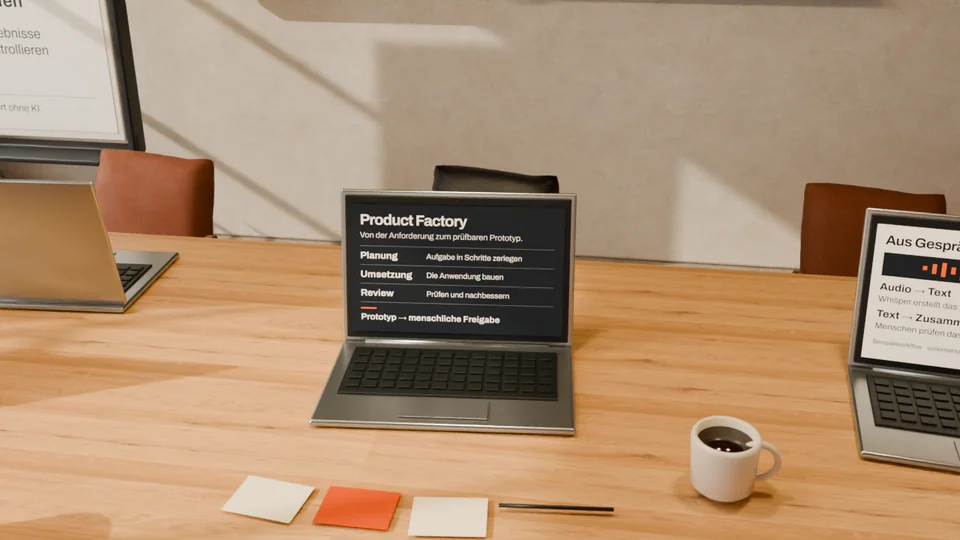 ebnisse
trollieren
rt ohne KI.
Product Factory
Von der Anforderung zum prüfbaren Prototyp.
Planung Aufgabe in Schritte zerlegen
Umsetzung Die Anwendung bauen
Review Prüfen und nachbessern
Prototyp → menschliche Freigabe
Aus Gesprä
Audio → Text
Whisper erstellt das
Text → Zusamm
Menschen prüfen das